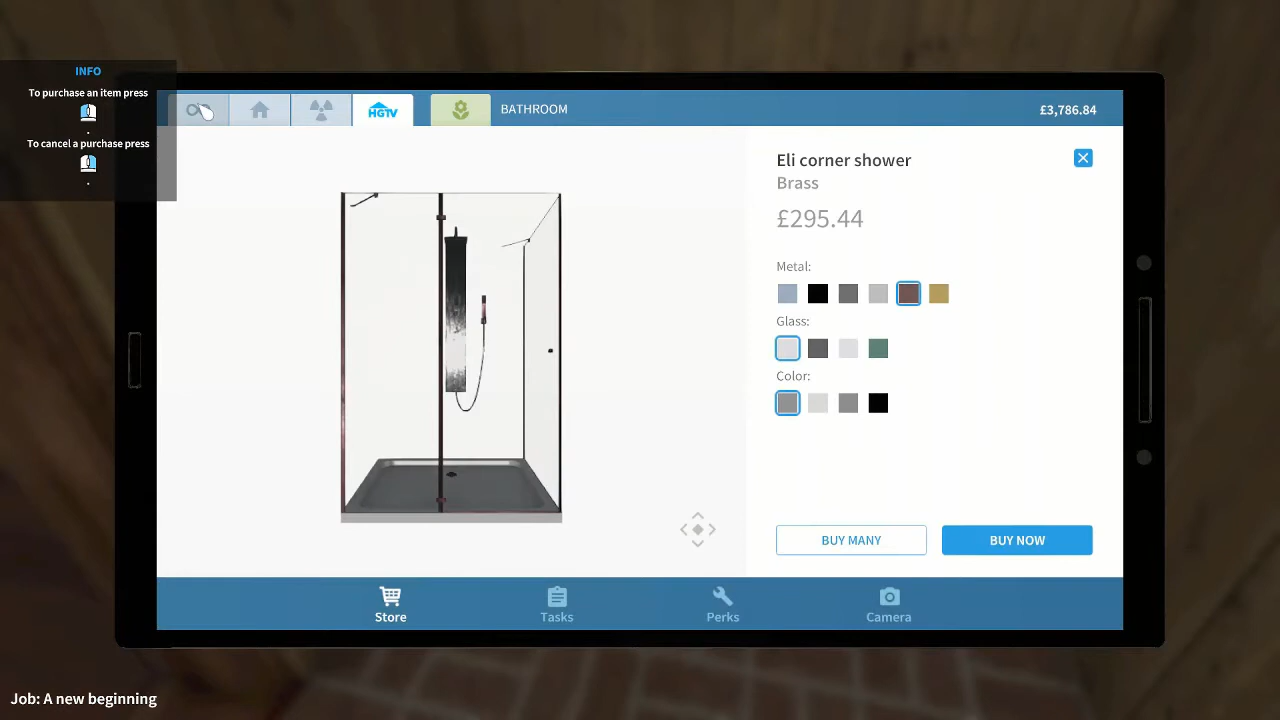 INFO
To purchase an item press
.
To cancel a purchase press
.
HGTV
BATHROOM
£3,786.84
Eli corner shower
Brass
£295.44
Metal:
Glass:
Color:
BUY MANY
BUY NOW
Store
Tasks
Perks
Camera
Job: A new beginning